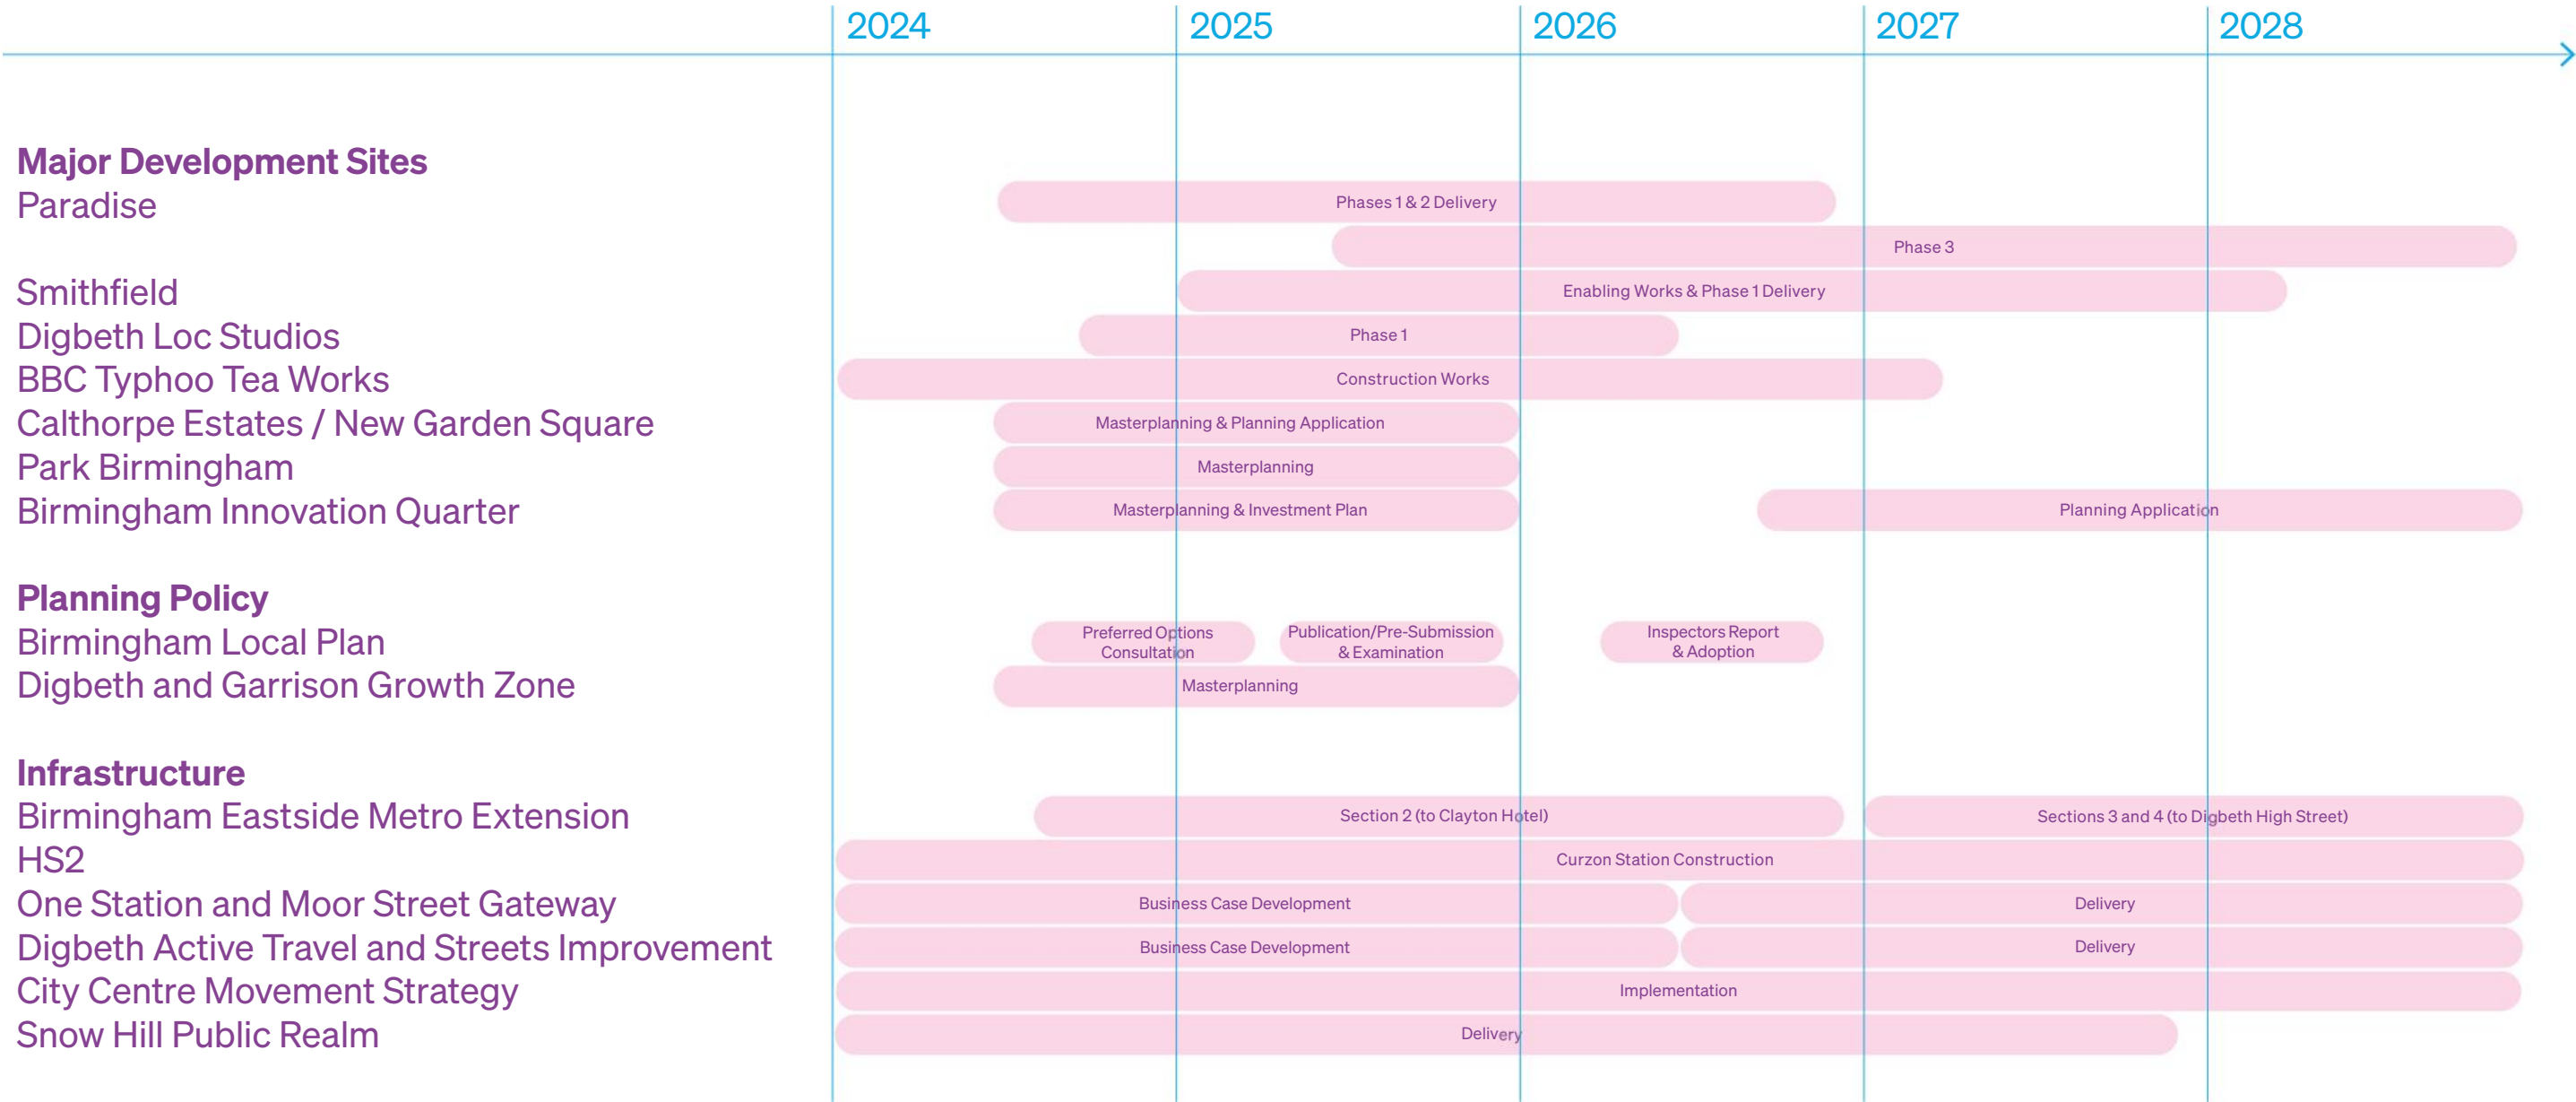 2024 2025 2026 2027 2028
Major Development Sites
Paradise Phases 1 & 2 Delivery
Phase 3
Smithfield Enabling Works & Phase 1 Delivery
Digbeth Loc Studios Phase 1
BBC Typhoo Tea Works Construction Works
Calthorpe Estates / New Garden Square Masterplanning & Planning Application
Park Birmingham Masterplanning
Birmingham Innovation Quarter Masterplanning & Investment Plan Planning Application
Planning Policy
Birmingham Local Plan
Preferred Options
Consultation
Publication/Pre-Submission
& Examination
Inspectors Report
& Adoption
Digbeth and Garrison Growth Zone Masterplanning
Infrastructure
Birmingham Eastside Metro Extension Section 2 (to Clayton Hotel) Sections 3 and 4 (to Digbeth High Street)
HS2 Curzon Station Construction
One Station and Moor Street Gateway Business Case Development Delivery
Digbeth Active Travel and Streets Improvement Business Case Development Delivery
City Centre Movement Strategy Implementation
Snow Hill Public Realm Delivery